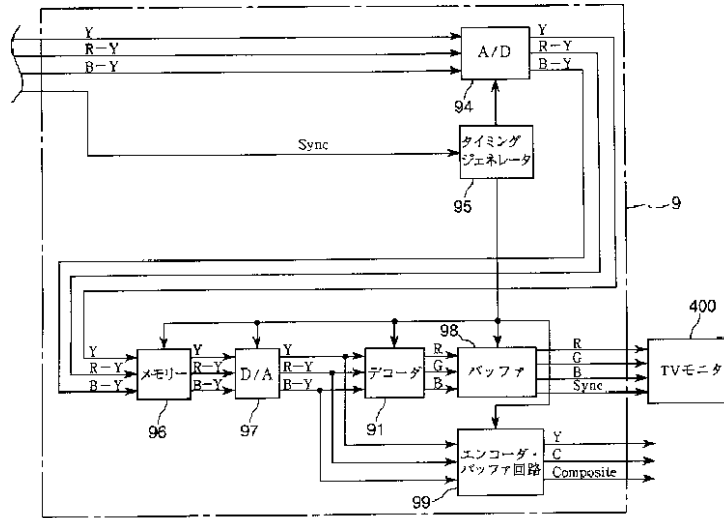 Y
R−Y
B−Y
Sync
A/D
94
Y
R−Y
B−Y
タイミング
ジェネレータ
95
9
Y
R−Y
B−Y
メモリー
96
Y
R−Y
B−Y
D/A
97
Y
R−Y
B−Y
デコーダ
91
R
G
B
98
バッファ
R
G
B
Sync
400
TVモニタ
エンコーダ・
バッファ回路
99
Y
C
Composite